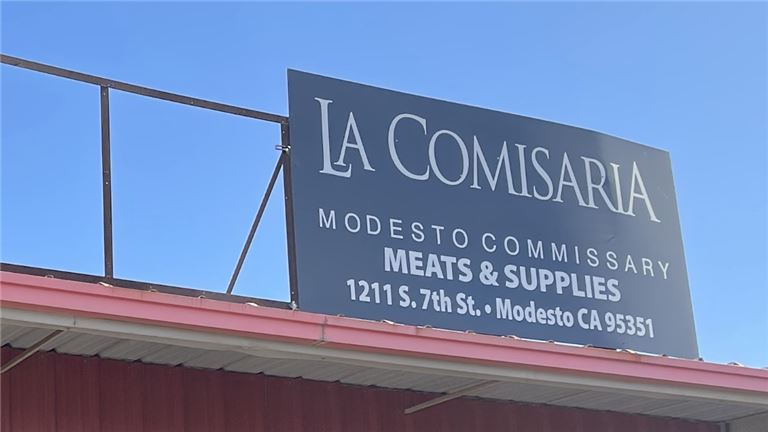 LA COMISARIA
MODESTO COMMISSARY
MEATS & SUPPLIES
1211 S. 7th St. • Modesto CA 95351